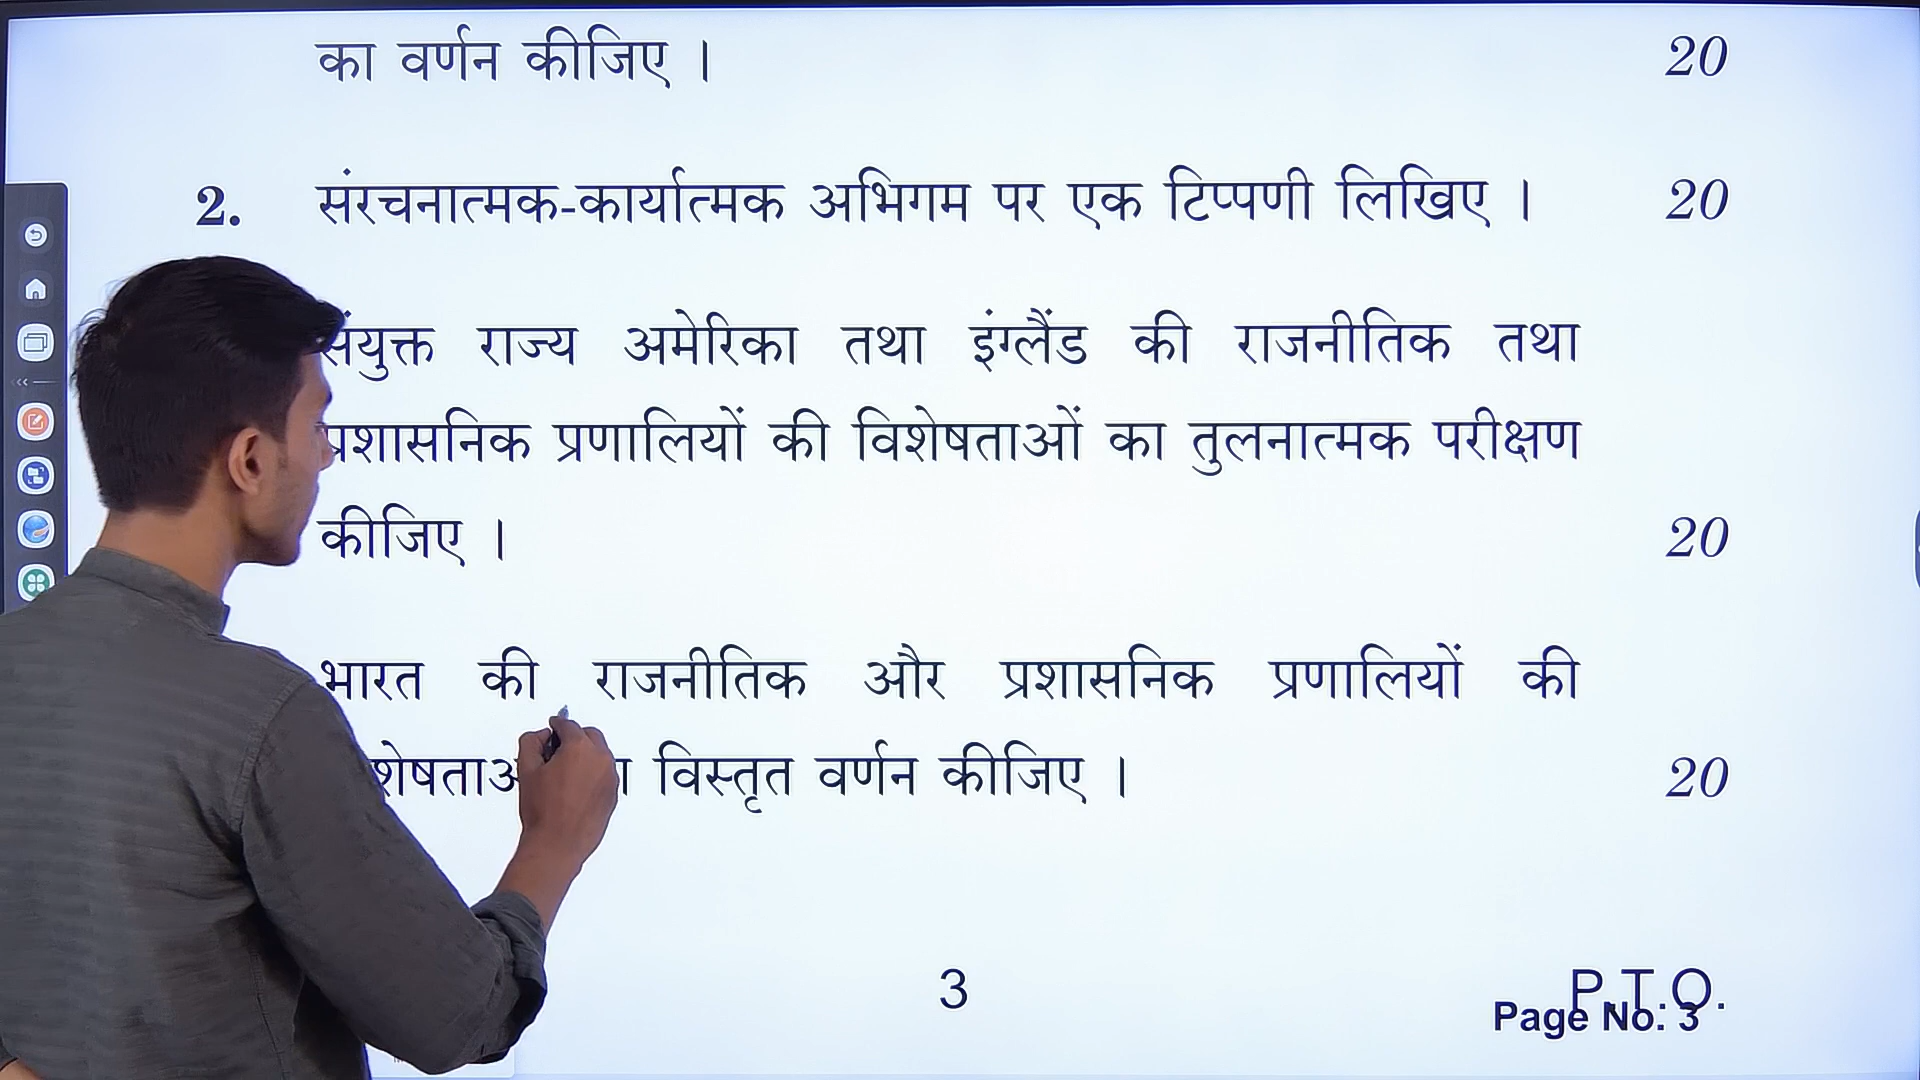 का वर्णन कीजिए । 20
2. संरचनात्मक-कार्यात्मक अभिगम पर एक टिप्पणी लिखिए । 20
संयुक्त राज्य अमेरिका तथा इंग्लैंड की राजनीतिक तथा
प्रशासनिक प्रणालियों की विशेषताओं का तुलनात्मक परीक्षण
कीजिए । 20
भारत की राजनीतिक और प्रशासनिक प्रणालियों की
विस्तृत वर्णन कीजिए । 20
3 P.T.O.
Page No. 3